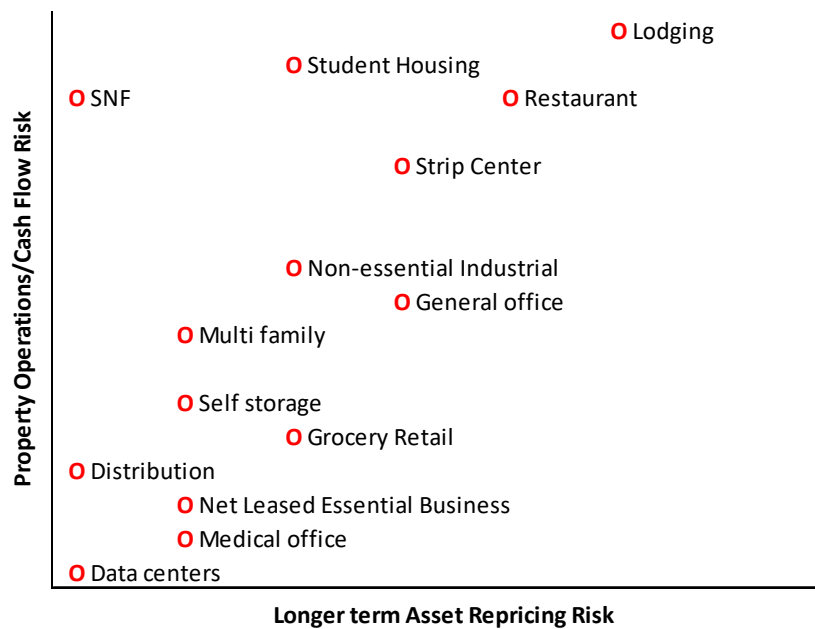 O Lodging
O Student Housing
O SNF
O Restaurant
O Strip Center
O Non-essential Industrial
O General office
O Multi family
O Self storage
O Grocery Retail
O Distribution
O Net Leased Essential Business
O Medical office
O Data centers
Property Operations/Cash Flow Risk
Longer term Asset Repricing Risk